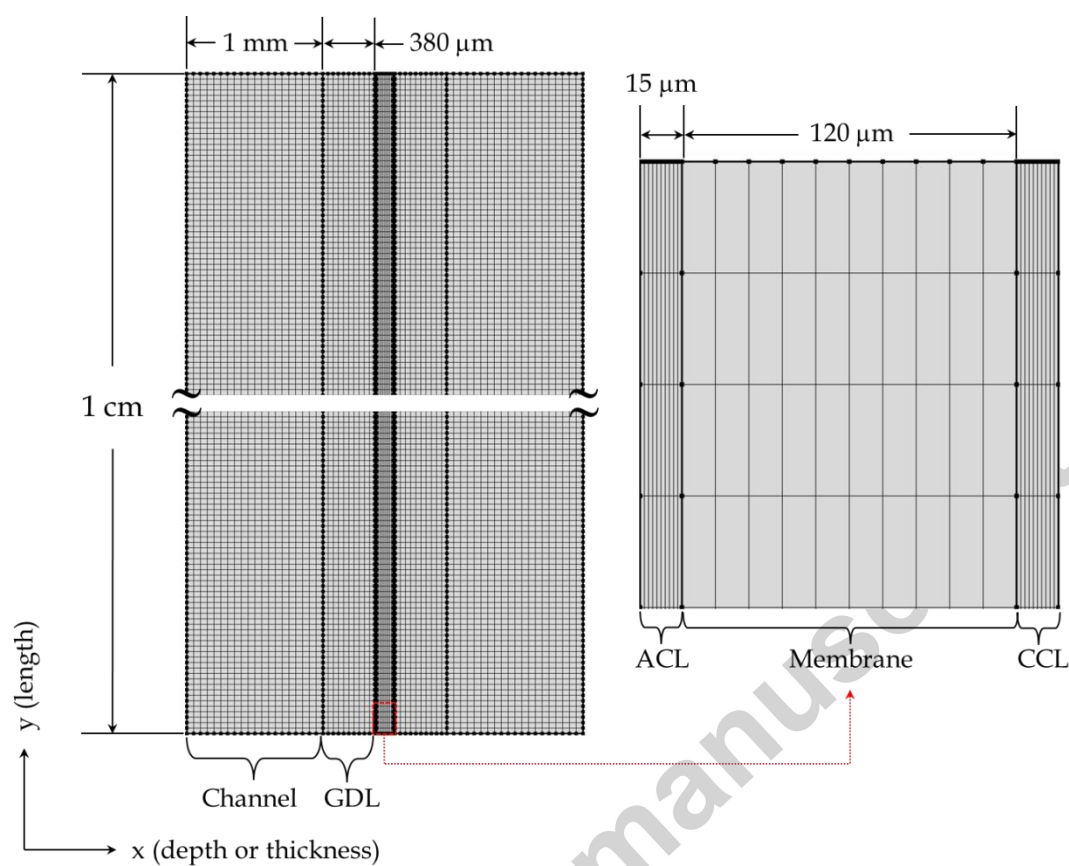 1 mm
380 μm
15 μm
120 μm
1 cm
ACL
Membrane
CCL
y (length)
Channel
GDL
x (depth or thickness)
manusc